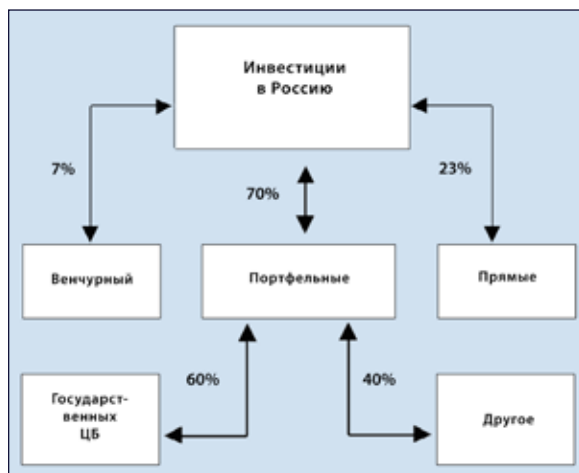 Инвестиции
в Россию
7%
70%
23%
Венчурный
Портфельные
Прямые
60%
40%
Государст-
венных
ЦБ
Другое